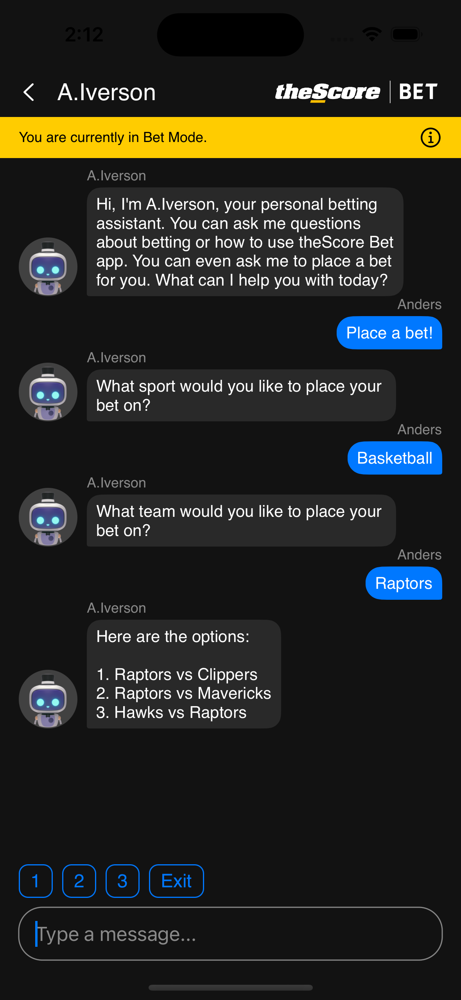 2:12
A.Iverson
theScore | BET
You are currently in Bet Mode.
A.Iverson
Hi, I'm A.Iverson, your personal betting
assistant. You can ask me questions
about betting or how to use theScore Bet
app. You can even ask me to place a bet
for you. What can I help you with today?
Anders
Place a bet!
A.Iverson
What sport would you like to place your
bet on?
Anders
Basketball
A.Iverson
What team would you like to place your
bet on?
Anders
Raptors
A.Iverson
Here are the options:
1. Raptors vs Clippers
2. Raptors vs Mavericks
3. Hawks vs Raptors
1 2 3 Exit
Type a message...